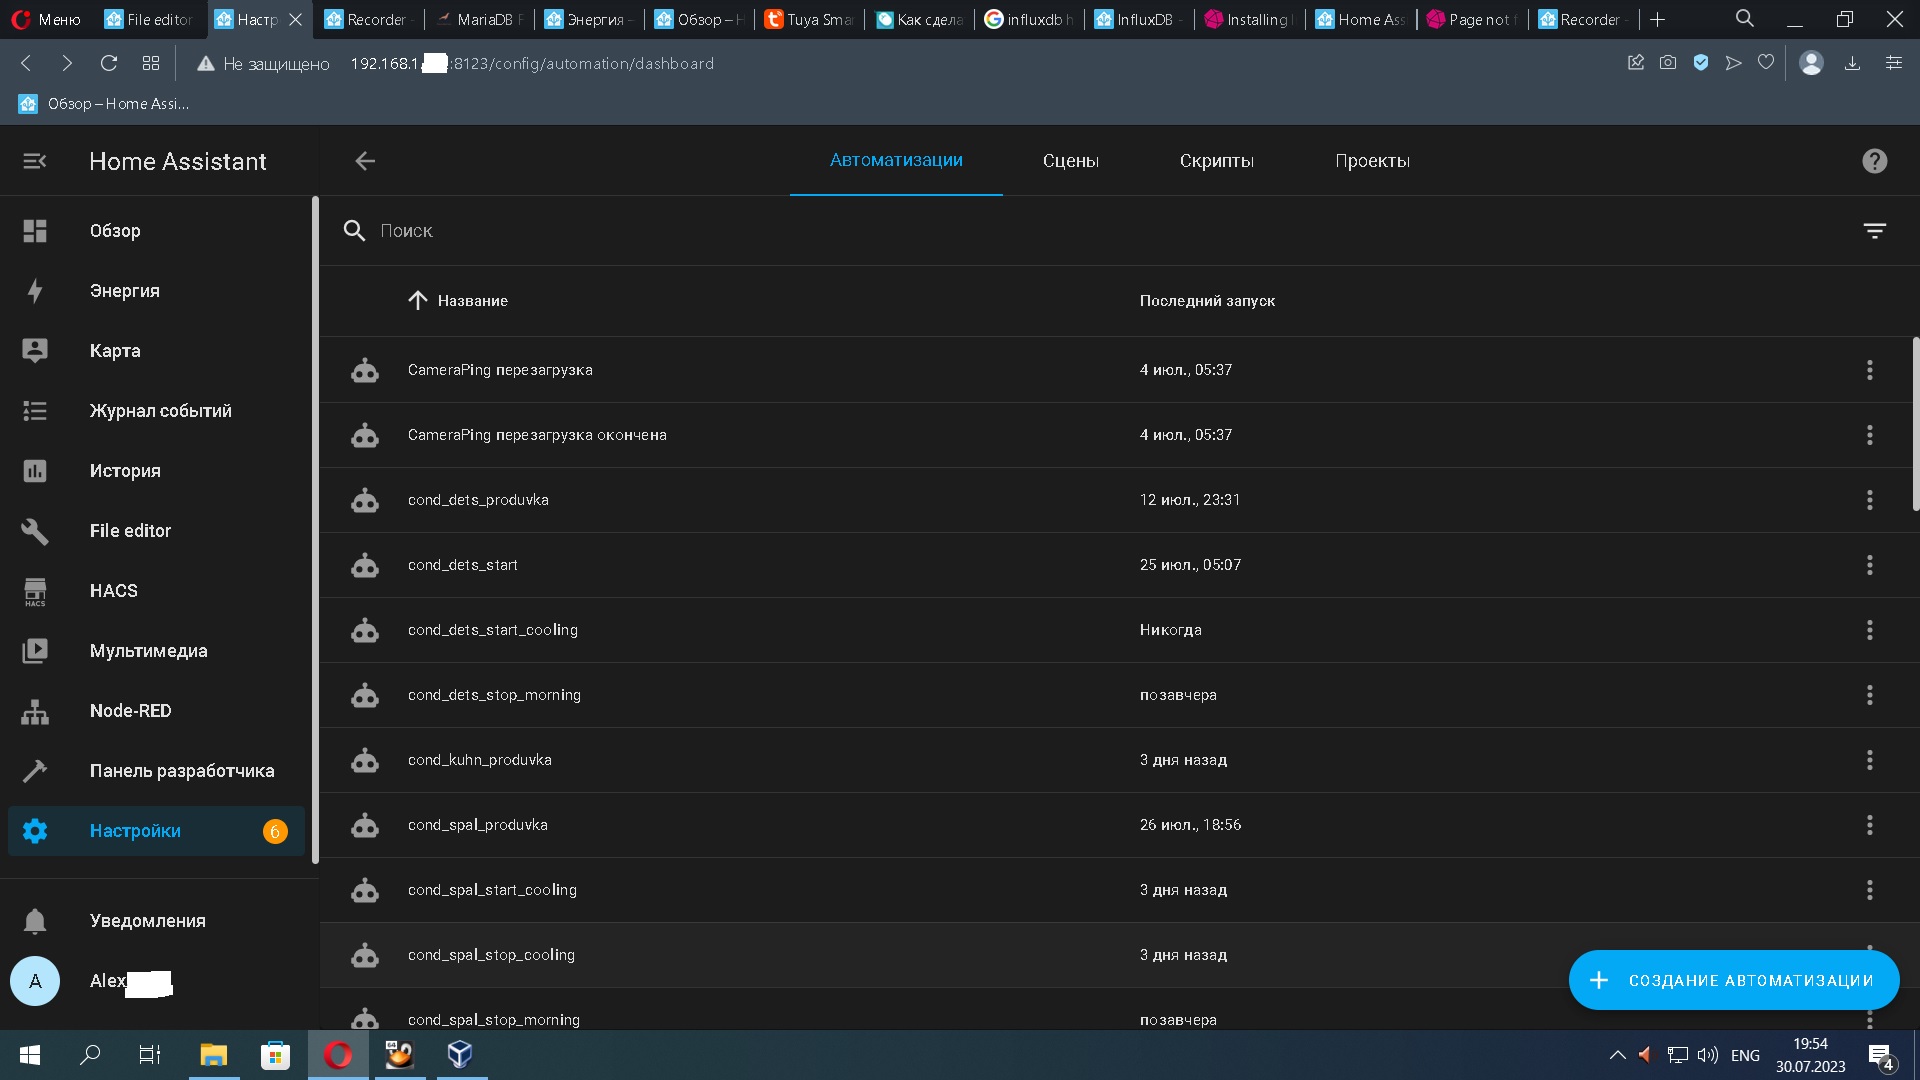 Меню
File editor
Настр
Recorder -
MariaDB F
Энергия –
Обзор – H
Tuya Smar
Как сдела
influxdb h
InfluxDB -
Installing I
Home Ass
Page not f
Recorder -
Не защищено
192.168.1. :8123/config/automation/dashboard
Обзор – Home Assi...
Home Assistant
Автоматизации
Сцены
Скрипты
Проекты
Обзор
Энергия
Карта
Журнал событий
История
File editor
HACS
HACS
Мультимедиа
Node-RED
Панель разработчика
Настройки
6
Уведомления
A
Alex
Поиск
Название
Последний запуск
CameraPing перезагрузка
4 июл., 05:37
CameraPing перезагрузка окончена
4 июл., 05:37
cond_dets_produvka
12 июл., 23:31
cond_dets_start
25 июл., 05:07
cond_dets_start_cooling
Никогда
cond_dets_stop_morning
позавчера
cond_kuhn_produvka
3 дня назад
cond_spal_produvka
26 июл., 18:56
cond_spal_start_cooling
3 дня назад
cond_spal_stop_cooling
3 дня назад
cond_spal_stop_morning
позавчера
СОЗДАНИЕ АВТОМАТИЗАЦИИ
64
ENG
19:54
30.07.2023
4